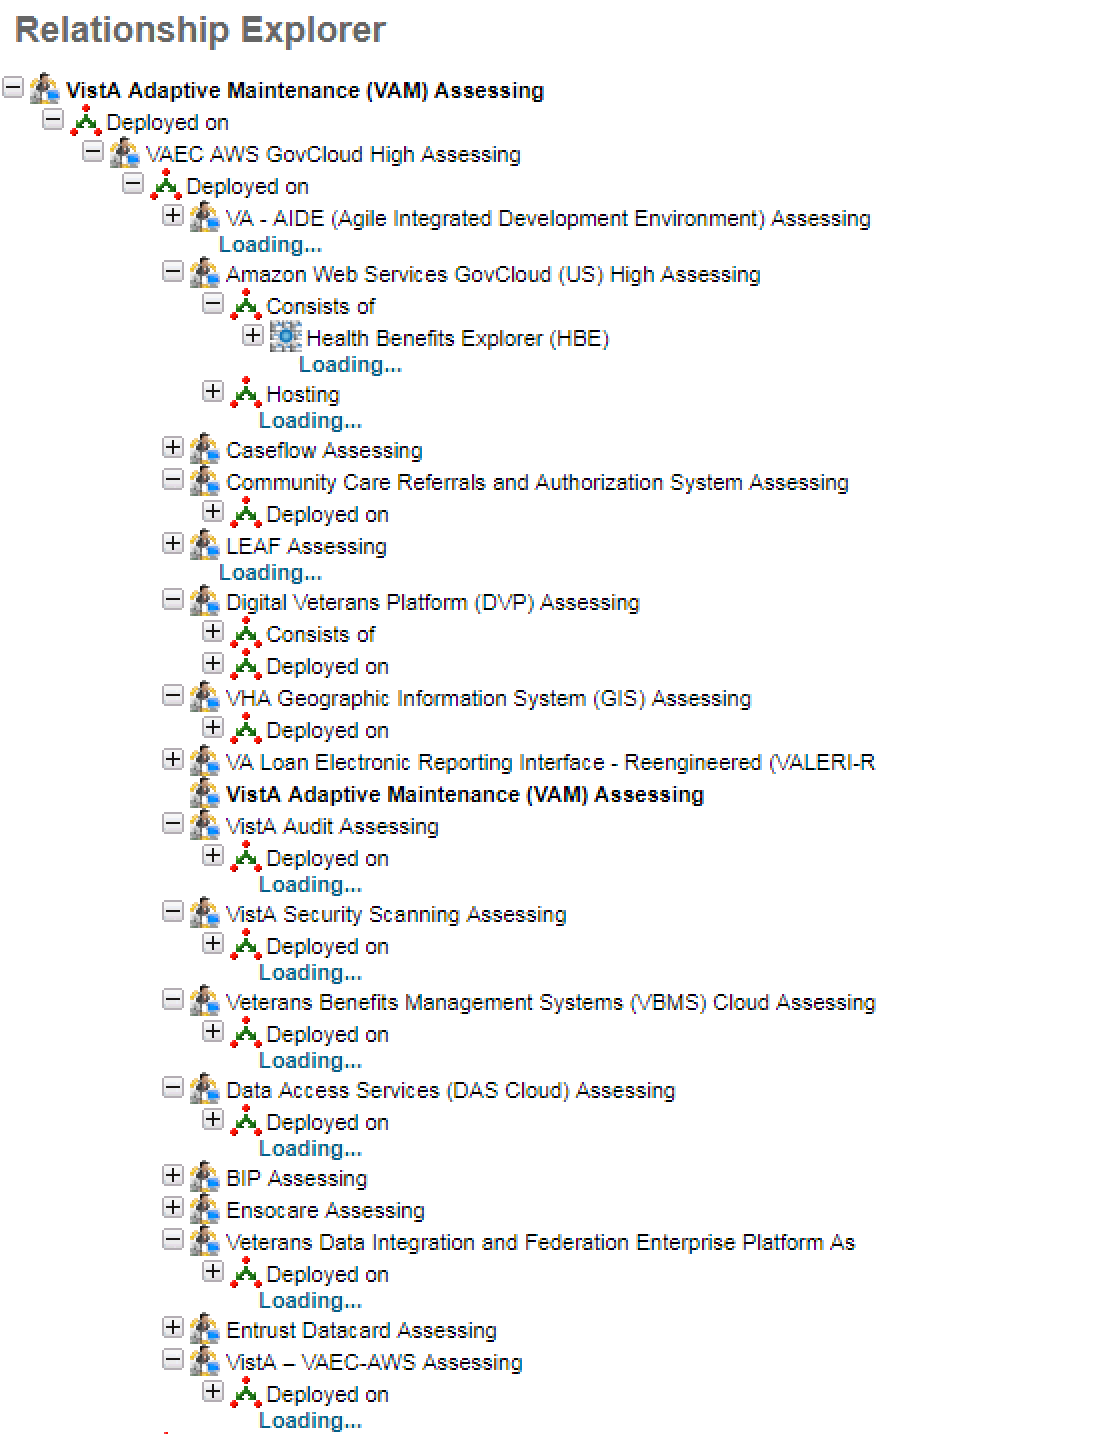 Relationship Explorer
VistA Adaptive Maintenance (VAM) Assessing
Deployed on
VAEC AWS GovCloud High Assessing
Deployed on
VA - AIDE (Agile Integrated Development Environment) Assessing
Loading...
Amazon Web Services GovCloud (US) High Assessing
Consists of
Health Benefits Explorer (HBE)
Loading...
Hosting
Loading...
Caseflow Assessing
Community Care Referrals and Authorization System Assessing
Deployed on
LEAF Assessing
Loading...
Digital Veterans Platform (DVP) Assessing
Consists of
Deployed on
VHA Geographic Information System (GIS) Assessing
Deployed on
VA Loan Electronic Reporting Interface - Reengineered (VALERI-R
VistA Adaptive Maintenance (VAM) Assessing
VistA Audit Assessing
Deployed on
Loading...
VistA Security Scanning Assessing
Deployed on
Loading...
Veterans Benefits Management Systems (VBMS) Cloud Assessing
Deployed on
Loading...
Data Access Services (DAS Cloud) Assessing
Deployed on
Loading...
BIP Assessing
Ensocare Assessing
Veterans Data Integration and Federation Enterprise Platform As
Deployed on
Loading...
Entrust Datacard Assessing
VistA – VAEC-AWS Assessing
Deployed on
Loading...